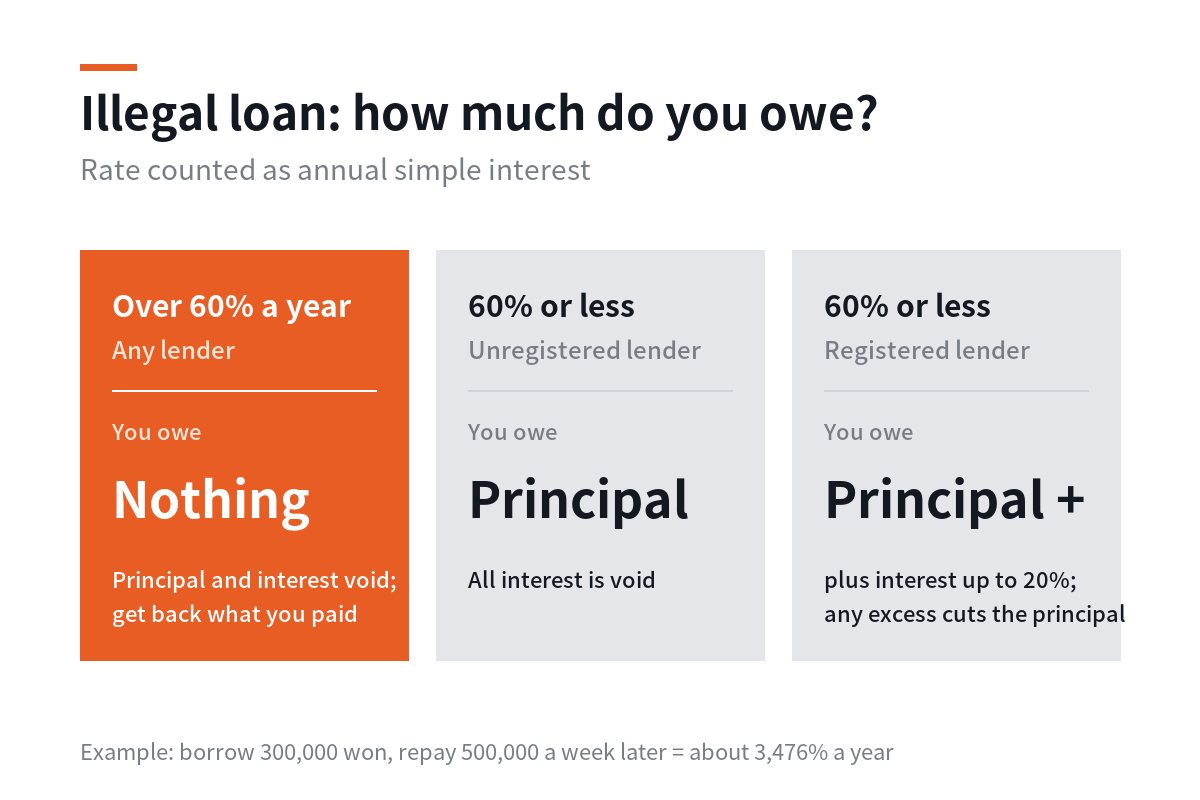 Illegal loan: how much do you owe?
Rate counted as annual simple interest
Over 60% a year
Any lender
You owe
Nothing
Principal and interest void;
get back what you paid
60% or less
Unregistered lender
You owe
Principal
All interest is void
60% or less
Registered lender
You owe
Principal +
plus interest up to 20%;
any excess cuts the principal
Example: borrow 300,000 won, repay 500,000 a week later = about 3,476% a year